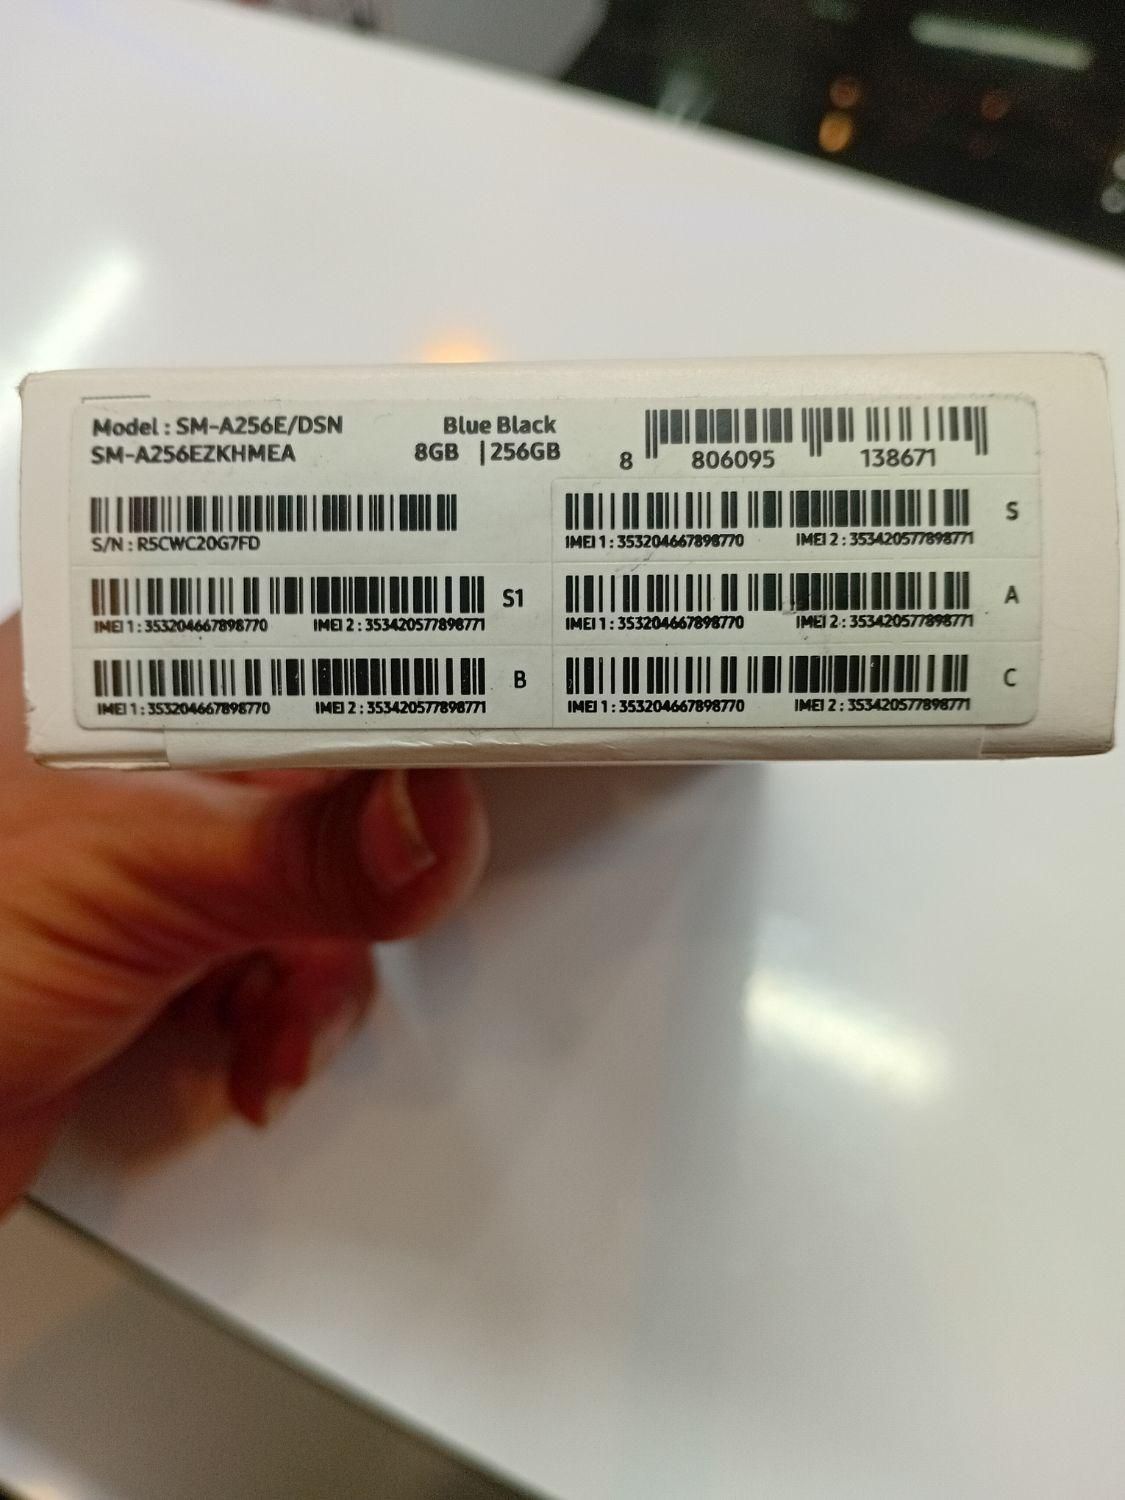 Model : SM-A256E/DSN
SM-A256EZKHMEA
Blue Black
8GB | 256GB
8 806095 138671
S/N : R5CWC20G7FD
IMEI 1 : 353204667898770 IMEI 2 : 353420577898771
S
IMEI 1 : 353204667898770 IMEI 2 : 353420577898771
S1
IMEI 1 : 353204667898770 IMEI 2 : 353420577898771
A
IMEI 1 : 353204667898770 IMEI 2 : 353420577898771
B
IMEI 1 : 353204667898770 IMEI 2 : 353420577898771
C